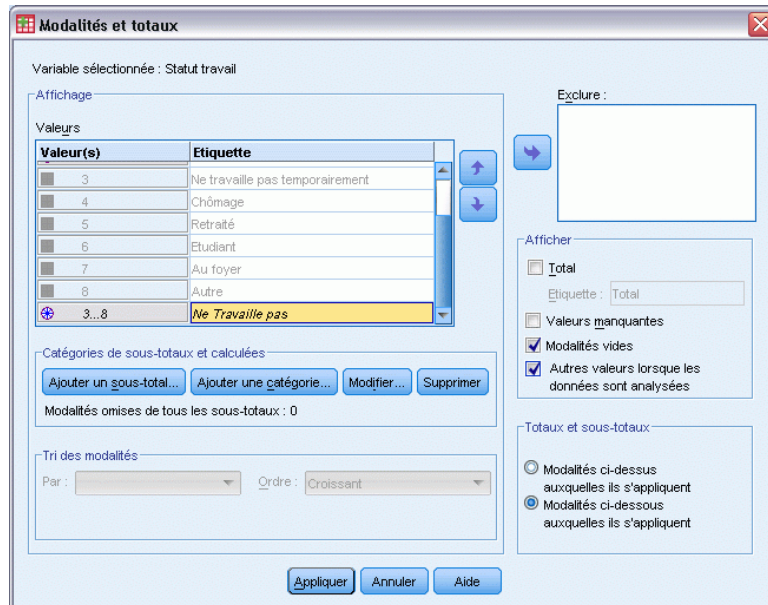 Modalités et totaux
Variable sélectionnée : Statut travail
Affichage
Valeurs
Valeur(s) Etiquette
3 Ne travaille pas temporairement
4 Chômage
5 Retraité
6 Etudiant
7 Au foyer
8 Autre
3...8 Ne Travaille pas
Catégories de sous-totaux et calculées
Ajouter un sous-total... Ajouter une catégorie... Modifier... Supprimer
Modalités omises de tous les sous-totaux : 0
Tri des modalités
Par : Ordre : Croissant
Exclure :
Afficher
Total
Etiquette : Total
Valeurs manquantes
Modalités vides
Autres valeurs lorsque les
données sont analysées
Totaux et sous-totaux
Modalités ci-dessus
auxquelles ils s'appliquent
Modalités ci-dessous
auxquelles ils s'appliquent
Appliquer Annuler Aide